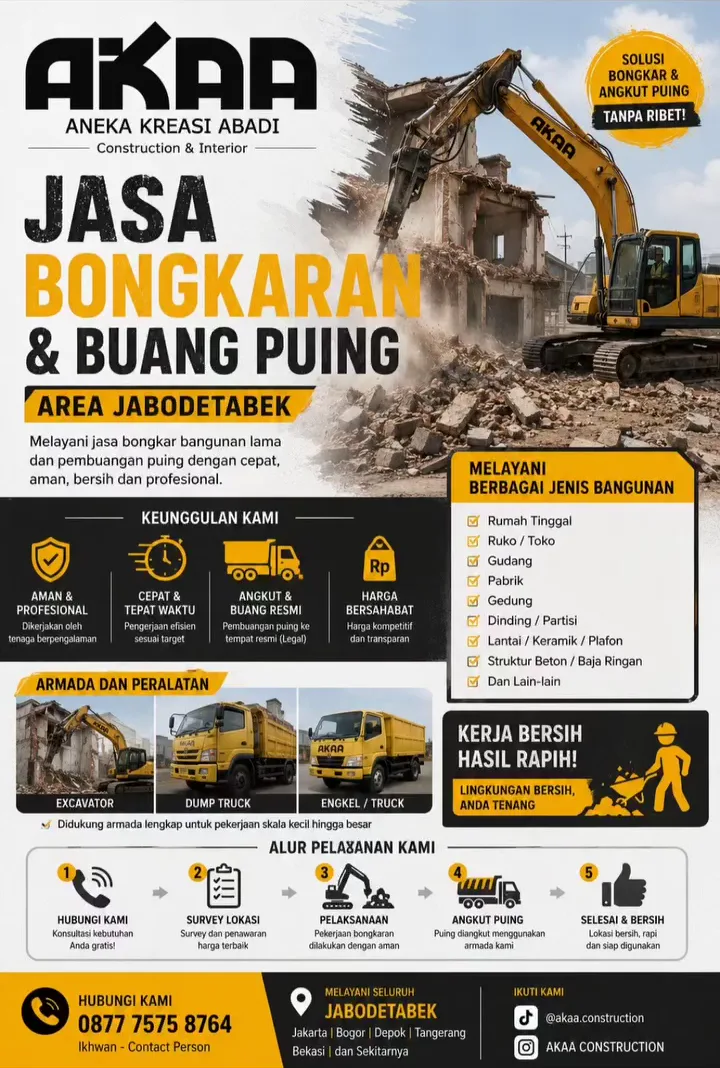 AKAA
ANEKA KREASI ABADI
Construction & Interior
SOLUSI
BONGKAR &
ANGKUT PUING
TANPA RIBET!
AKAA
JASA
BONGKARAN
& BUANG PUING
AREA JABODETABEK
Melayani jasa bongkar bangunan lama
dan pembuangan puing dengan cepat,
aman, bersih dan profesional.
MELAYANI
BERBAGAI JENIS BANGUNAN
Rumah Tinggal
Ruko / Toko
Gudang
Pabrik
Gedung
Dinding / Partisi
Lantai / Keramik / Plafon
Struktur Beton / Baja Ringan
Dan Lain-lain
KEUNGGULAN KAMI
AMAN &
PROFESIONAL
Dikerjakan oleh
tenaga berpengalaman
CEPAT &
TEPAT WAKTU
Pengerjaan efisien
sesuai target
ANGKUT &
BUANG RESMI
Pembuangan puing ke
tempat resmi (Legal)
Rp
HARGA
BERSAHABAT
Harga kompetitif
dan transparan
ARMADA DAN PERALATAN
EXCAVATOR
DUMP TRUCK
AKAA
ENGKEL / TRUCK
Didukung armada lengkap untuk pekerjaan skala kecil hingga besar
KERJA BERSIH
HASIL RAPIH!
LINGKUNGAN BERSIH,
ANDA TENANG
ALUR PELAYANAN KAMI
1
HUBUNGI KAMI
Konsultasi kebutuhan
Anda gratis!
2
SURVEY LOKASI
Survey dan penawaran
harga terbaik
3
PELAKSANAAN
Pekerjaan bongkaran
dilakukan dengan aman
4
ANGKUT PUING
Puing diangkut menggunakan
armada kami
5
SELESAI & BERSIH
Lokasi bersih, rapi
dan siap digunakan
HUBUNGI KAMI
0877 7575 8764
Ikhwan - Contact Person
MELAYANI SELURUH
JABODETABEK
Jakarta | Bogor | Depok | Tangerang
Bekasi | dan Sekitarnya
IKUTI KAMI
@akaa.construction
AKAA CONSTRUCTION